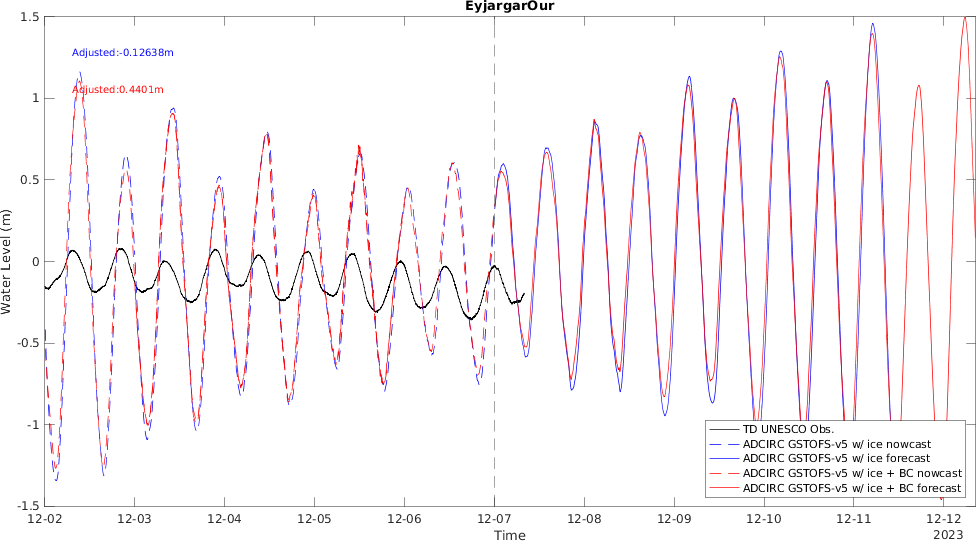 EyjargarOur
1.5
Adjusted:-0.12638m
Adjusted:0.4401m
1
0.5
0
-0.5
-1
-1.5
Water Level (m)
TD UNESCO Obs.
ADCIRC GSTOFS-v5 w/ ice nowcast
ADCIRC GSTOFS-v5 w/ ice forecast
ADCIRC GSTOFS-v5 w/ ice + BC nowcast
ADCIRC GSTOFS-v5 w/ ice + BC forecast
12-02 12-03 12-04 12-05 12-06 12-07 12-08 12-09 12-10 12-11 12-12
Time
2023